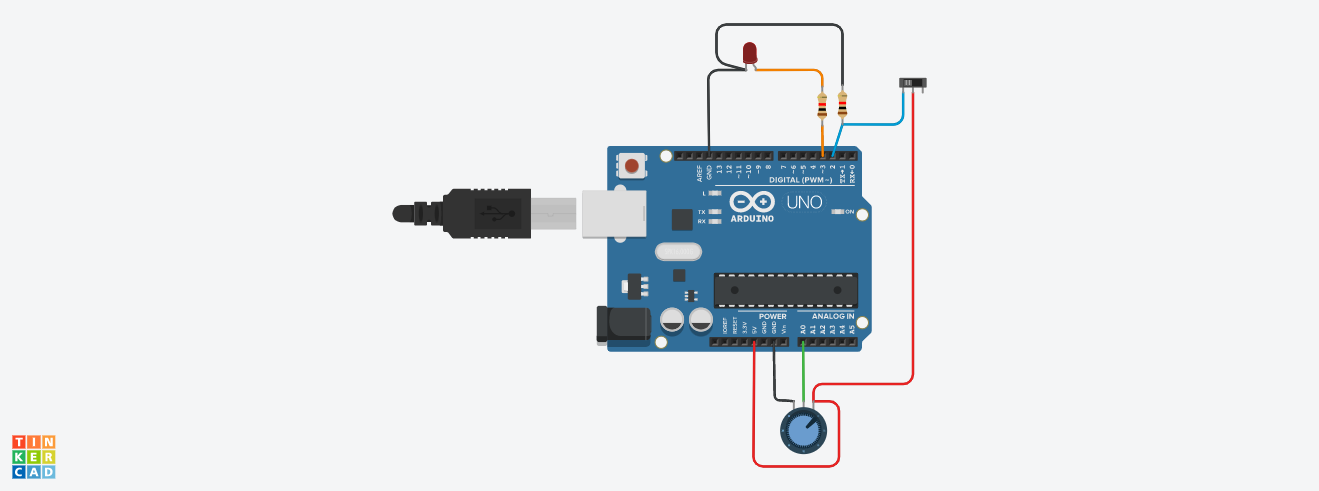 AREF
GND
13
12
~11
~10
~9
8
7
~6
~5
4
~3
2
TX→1
RX←0
DIGITAL (PWM~)
L
TX
RX
ARDUINO
UNO
ON
POWER
ANALOG IN
IOREF
RESET
3.3V
5V
GND
GND
Vin
A0
A1
A2
A3
A4
A5
TIN
KER
CAD